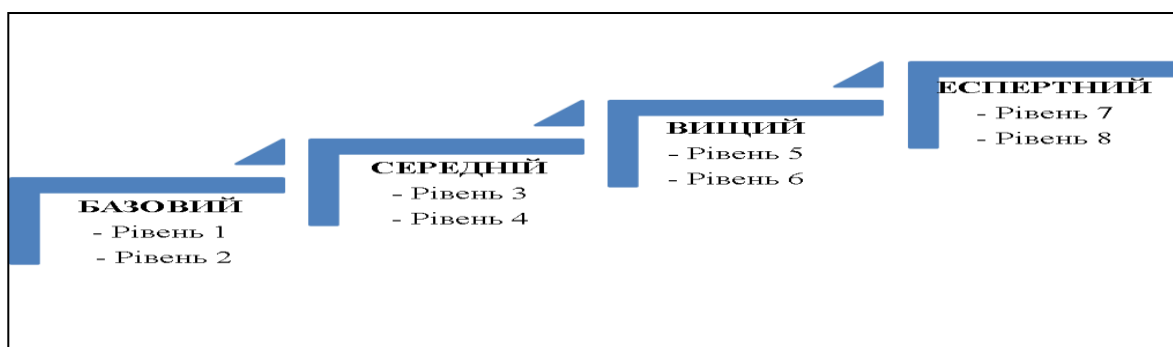 БАЗОВИЙ
- Рівень 1
- Рівень 2
СЕРЕДНІЙ
- Рівень 3
- Рівень 4
ВИЩИЙ
- Рівень 5
- Рівень 6
ЕСПЕРТНИЙ
- Рівень 7
- Рівень 8